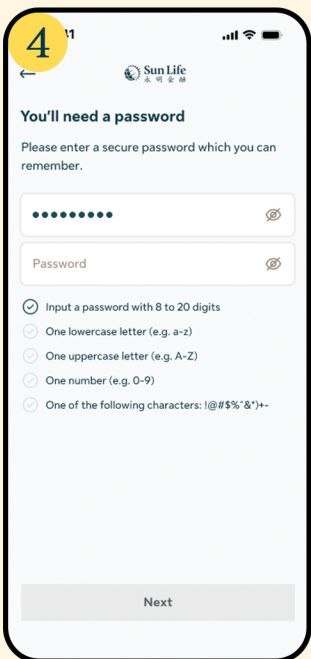 4
Sun Life
永明金融
You'll need a password
Please enter a secure password which you can
remember.
Password
Input a password with 8 to 20 digits
One lowercase letter (e.g. a-z)
One uppercase letter (e.g. A-Z)
One number (e.g. 0-9)
One of the following characters: !@#$%^&*)+-
Next